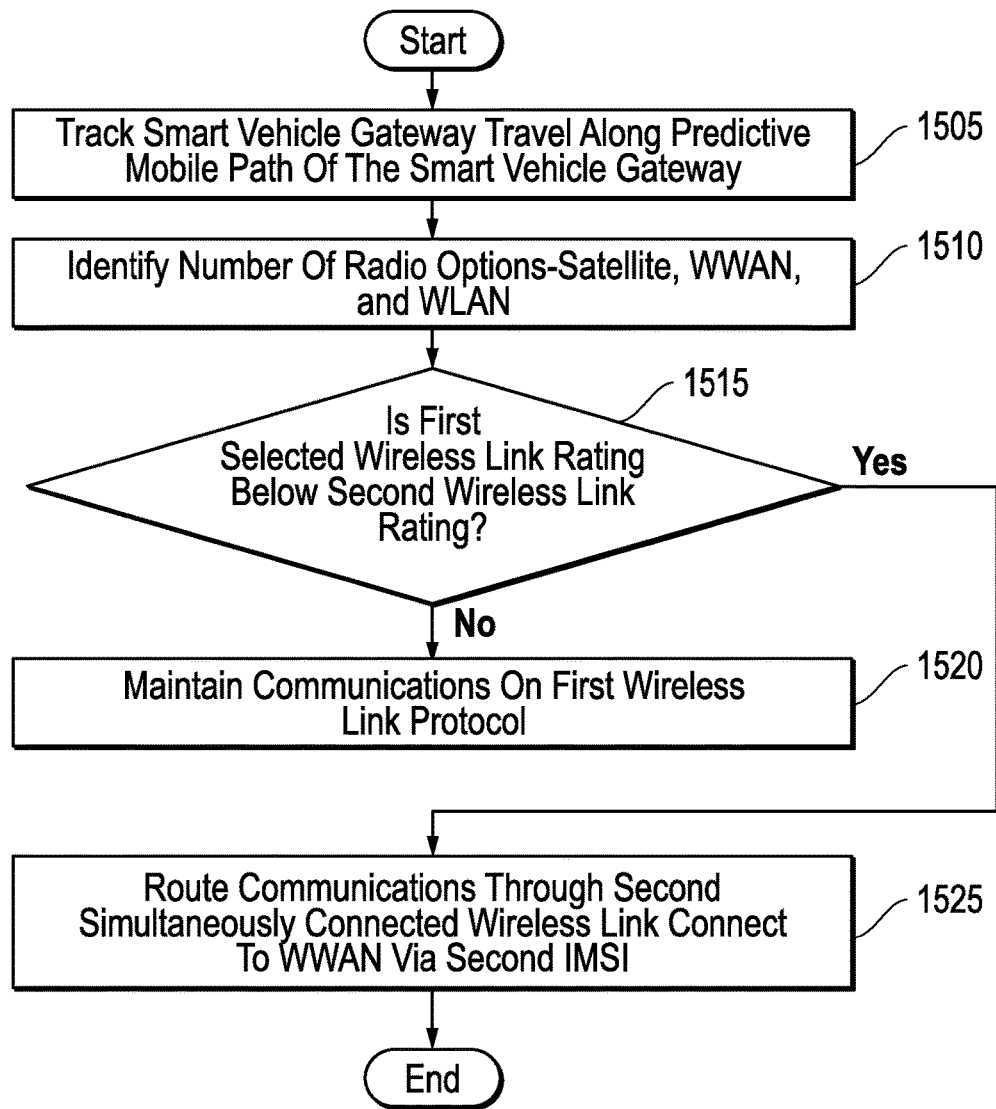 Start
Track Smart Vehicle Gateway Travel Along Predictive
Mobile Path Of The Smart Vehicle Gateway
1505
Identify Number Of Radio Options-Satellite, WWAN,
and WLAN
1510
1515
Is First
Selected Wireless Link Rating
Below Second Wireless Link
Rating?
Yes
No
Maintain Communications On First Wireless
Link Protocol
1520
Route Communications Through Second
Simultaneously Connected Wireless Link Connect
To WWAN Via Second IMSI
1525
End